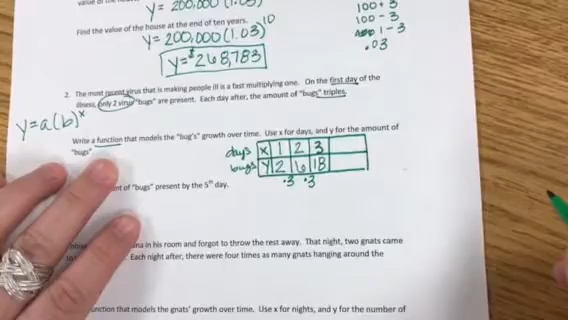 value of the
y = 200,000 (1.03)
100 + 3
Find the value of the house at the end of ten years.
100 - 3
y = 200,000 (1.03)^10
1 - 3
.03
y = $268,783
2. The most recent virus that is making people ill is a fast multiplying one. On the first day of the
illness, only 2 virus "bugs" are present. Each day after, the amount of "bugs" triples.
y = a(b)^x
Write a function that models the "bug's" growth over time. Use x for days, and y for the amount of
"bugs"
days x 1 2 3
bugs y 2 6 18
·3 ·3
of "bugs" present by the 5th day.
in his room and forgot to throw the rest away. That night, two gnats came
Each night after, there were four times as many gnats hanging around the
function that models the gnats' growth over time. Use x for nights, and y for the number of